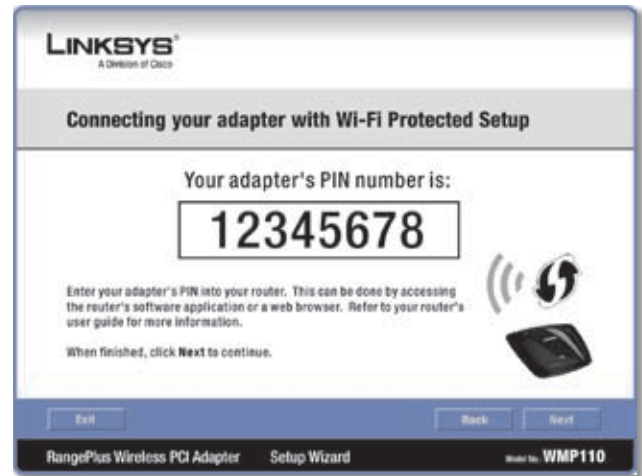 LINKSYS®
A Division of Cisco
Connecting your adapter with Wi-Fi Protected Setup
Your adapter's PIN number is:
12345678
Enter your adapter's PIN into your router. This can be done by accessing
the router's software application or a web browser. Refer to your router's
user guide for more information.
When finished, click Next to continue.
Exit
Back
Next
RangePlus Wireless PCI Adapter
Setup Wizard
Model No. WMP110